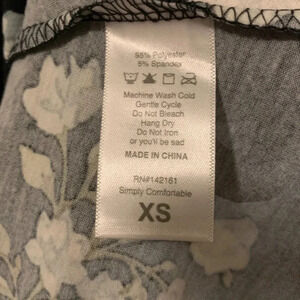 95% Polyester
5% Spandex
Machine Wash Cold
Gentle Cycle
Do Not Bleach
Hang Dry
Do Not Iron
or you'll be sad
MADE IN CHINA
RN#142161
Simply Comfortable
XS